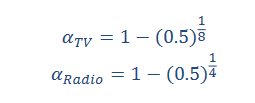 α_TV = 1 − (0.5)^(1/8)
α_Radio = 1 − (0.5)^(1/4)